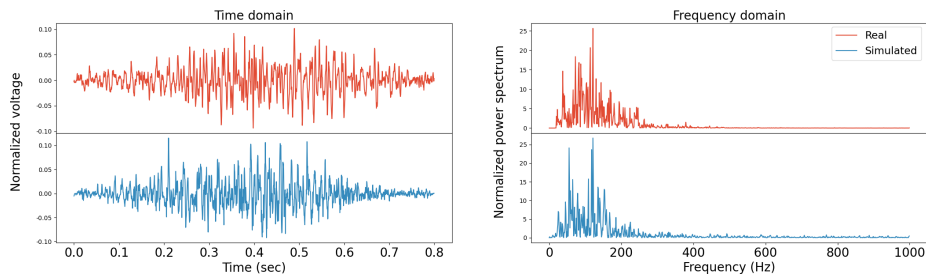 Time domain
Frequency domain
Normalized voltage
0.10
0.05
0.00
−0.05
−0.10
0.10
0.05
0.00
−0.05
−0.10
0.0 0.1 0.2 0.3 0.4 0.5 0.6 0.7 0.8
Time (sec)
Normalized power spectrum
25
20
15
10
5
0
25
20
15
10
5
0
Real
Simulated
0 200 400 600 800 1000
Frequency (Hz)